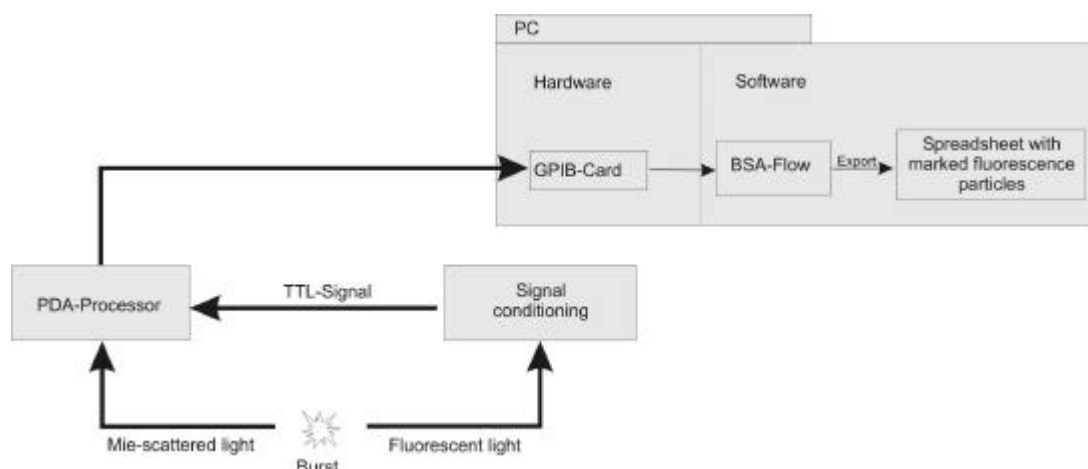 PC
Hardware
Software
GPIB-Card
BSA-Flow
Export
Spreadsheet with
marked fluorescence
particles
PDA-Processor
TTL-Signal
Signal
conditioning
Mie-scattered light
Fluorescent light
Burst